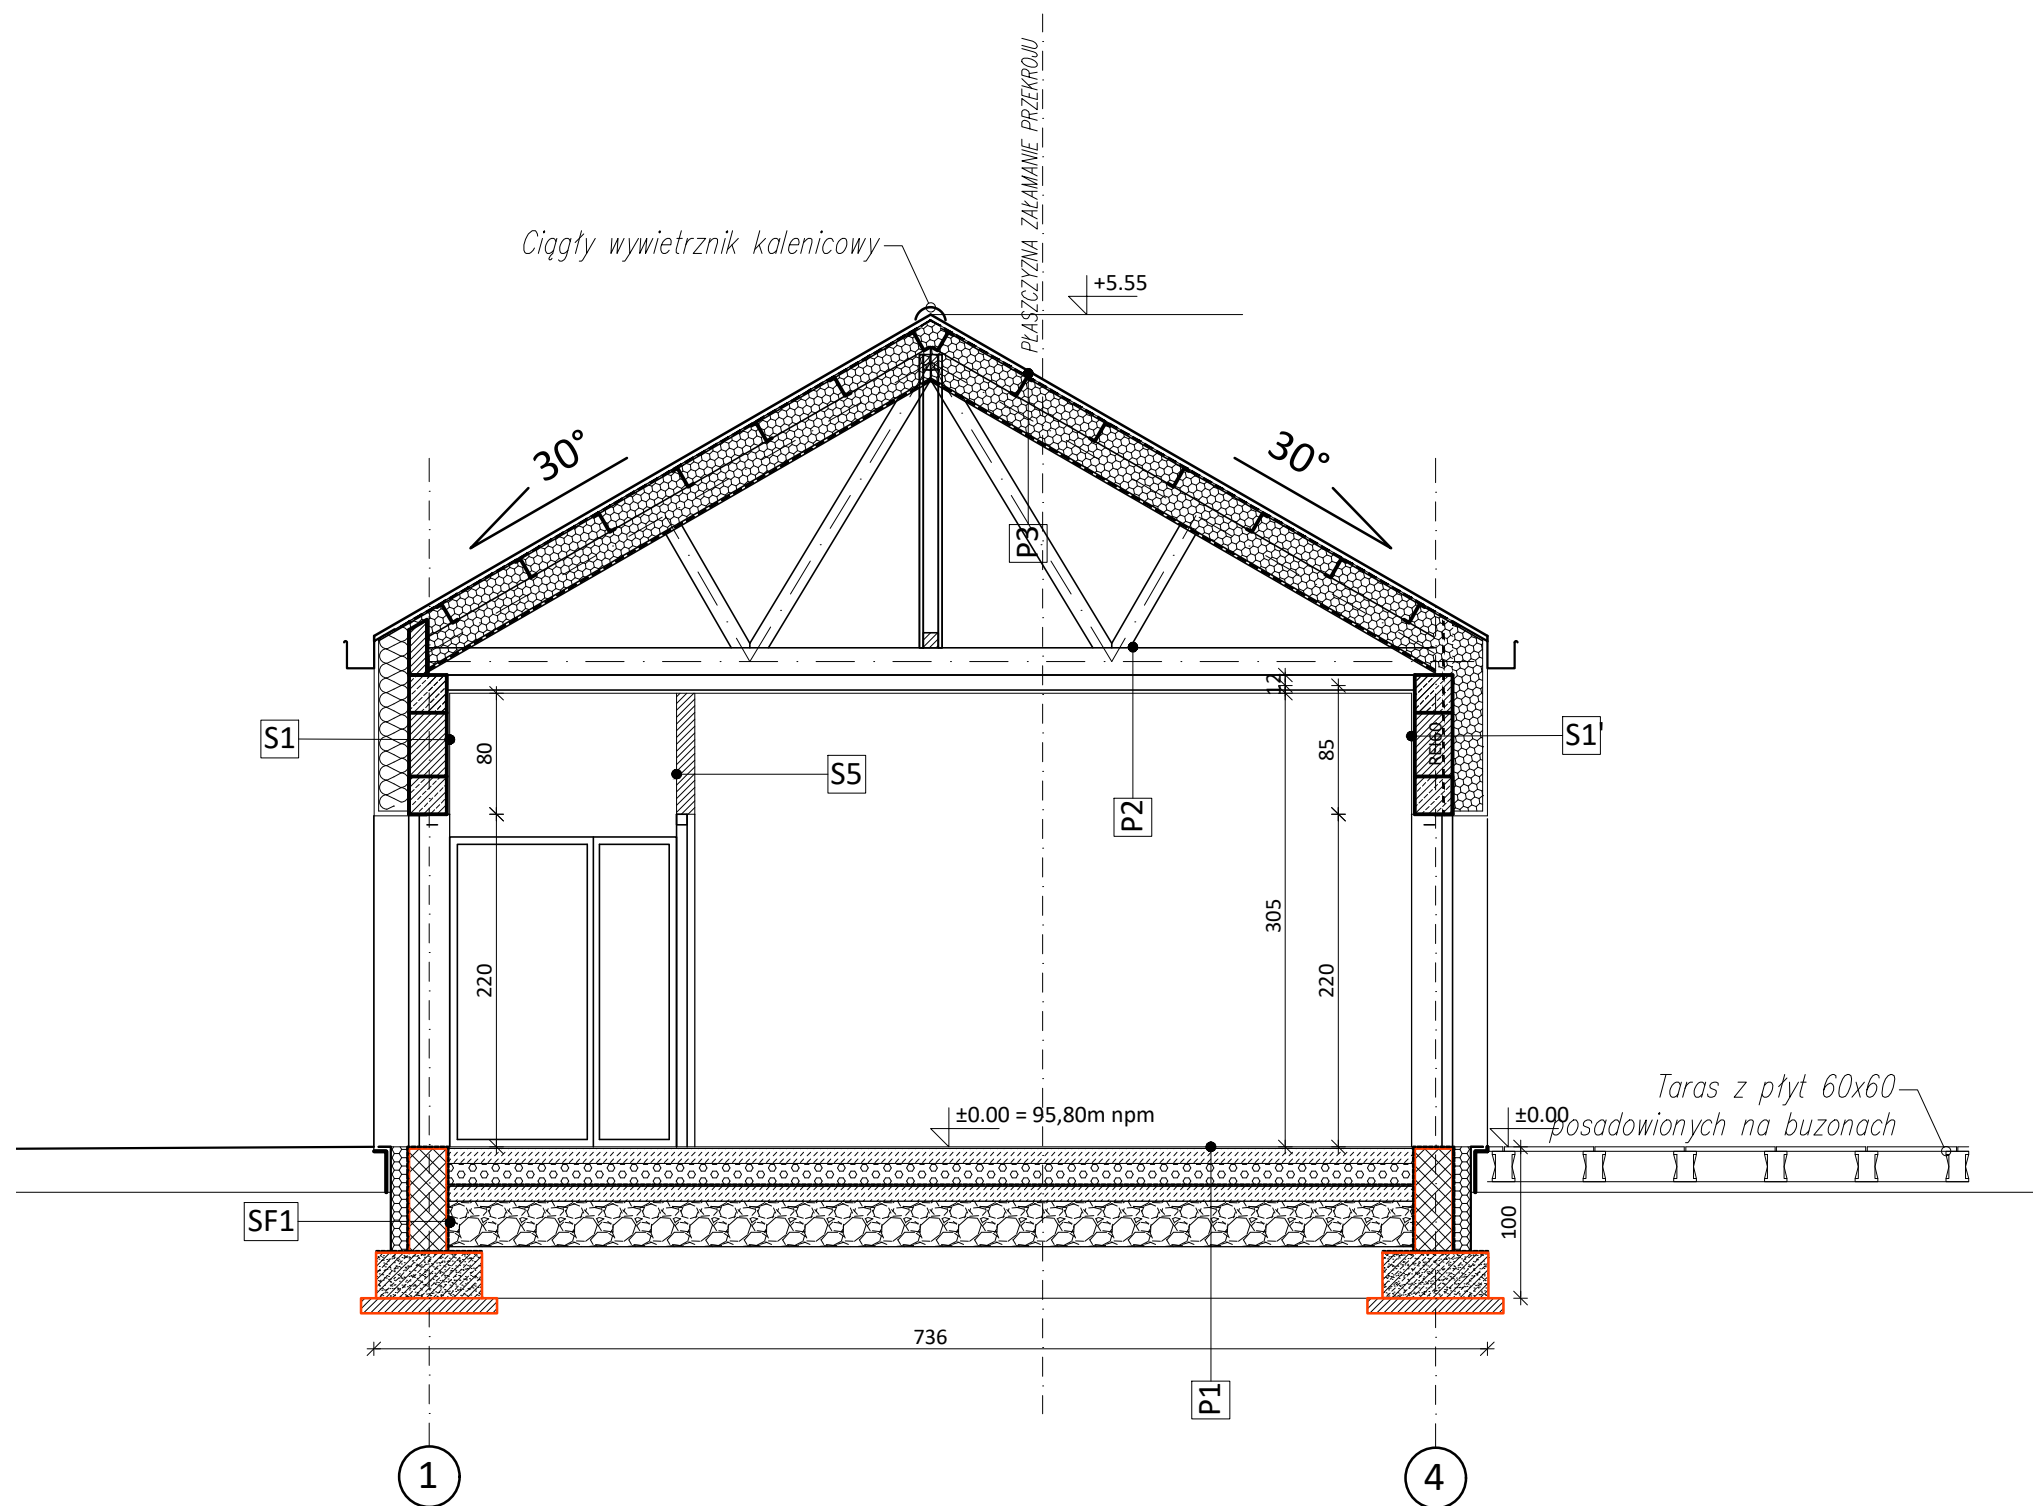 PŁASZCZYZNA ZAŁAMANIE PRZEKROJU
Ciągły wywietrznik kalenicowy
+5.55
30°
30°
P3
12
S1
80
S5
P2
85
REI60
S1'
305
220
220
±0.00 = 95,80m npm
±0.00
Taras z płyt 60x60
posadowionych na buzonach
SF1
100
736
P1
1
4